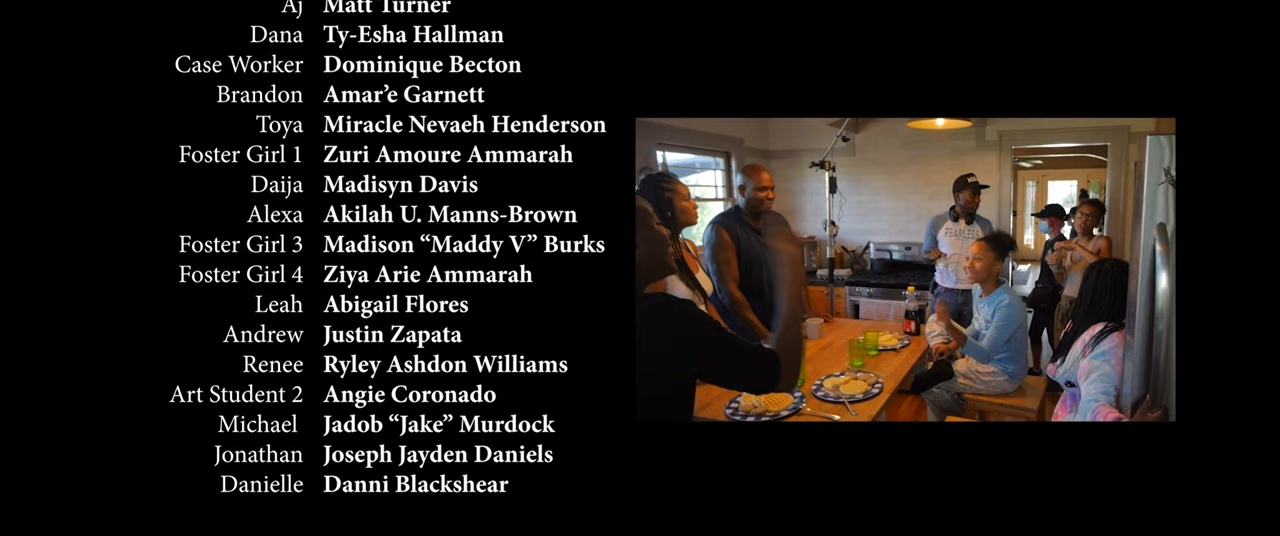 Aj Matt Turner
Dana Ty-Esha Hallman
Case Worker Dominique Becton
Brandon Amar’e Garnett
Toya Miracle Nevaeh Henderson
Foster Girl 1 Zuri Amoure Ammarah
Daija Madisyn Davis
Alexa Akilah U. Manns-Brown
Foster Girl 3 Madison “Maddy V” Burks
Foster Girl 4 Ziya Arie Ammarah
Leah Abigail Flores
Andrew Justin Zapata
Renee Ryley Ashdon Williams
Art Student 2 Angie Coronado
Michael Jadob “Jake” Murdock
Jonathan Joseph Jayden Daniels
Danielle Danni Blackshear
FEARLESS